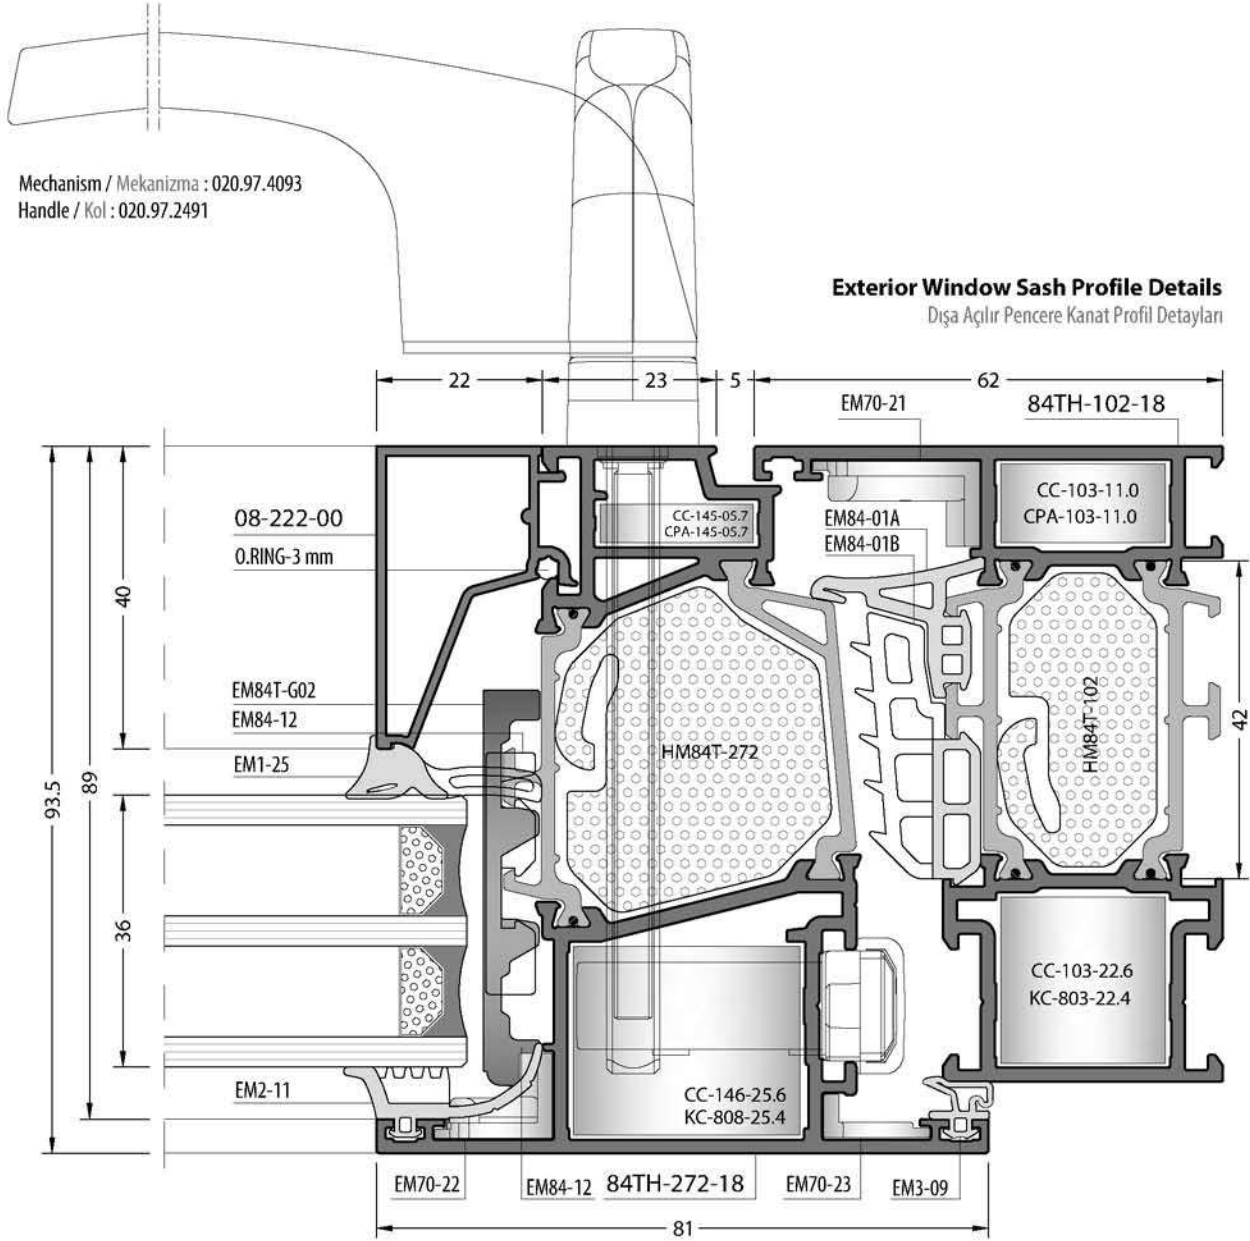 Mechanism / Mekanizma : 020.97.4093
Handle / Kol : 020.97.2491
Exterior Window Sash Profile Details
Dışa Açılır Pencere Kanat Profil Detayları
22
23
5
62
EM70-21
84TH-102-18
CC-103-11.0
CPA-103-11.0
CC-145-05.7
CPA-145-05.7
08-222-00
O.RING-3 mm
EM84-01A
EM84-01B
40
EM84T-G02
EM84-12
EM1-25
HM84T-272
HM84T-102
42
93.5
89
36
CC-103-22.6
KC-803-22.4
EM2-11
CC-146-25.6
KC-808-25.4
EM70-22
EM84-12
84TH-272-18
EM70-23
EM3-09
81